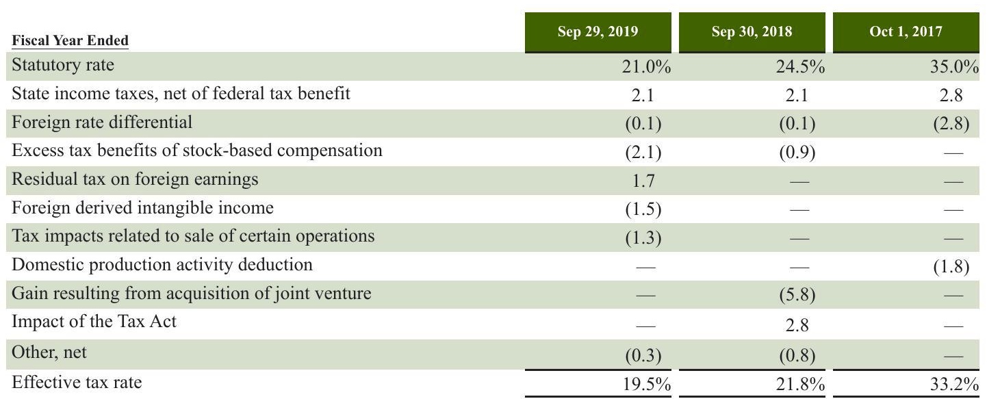 Fiscal Year Ended Sep 29, 2019 Sep 30, 2018 Oct 1, 2017
Statutory rate 21.0% 24.5% 35.0%
State income taxes, net of federal tax benefit 2.1 2.1 2.8
Foreign rate differential (0.1) (0.1) (2.8)
Excess tax benefits of stock-based compensation (2.1) (0.9) —
Residual tax on foreign earnings 1.7 — —
Foreign derived intangible income (1.5) — —
Tax impacts related to sale of certain operations (1.3) — —
Domestic production activity deduction — — (1.8)
Gain resulting from acquisition of joint venture — (5.8) —
Impact of the Tax Act — 2.8 —
Other, net (0.3) (0.8) —
Effective tax rate 19.5% 21.8% 33.2%